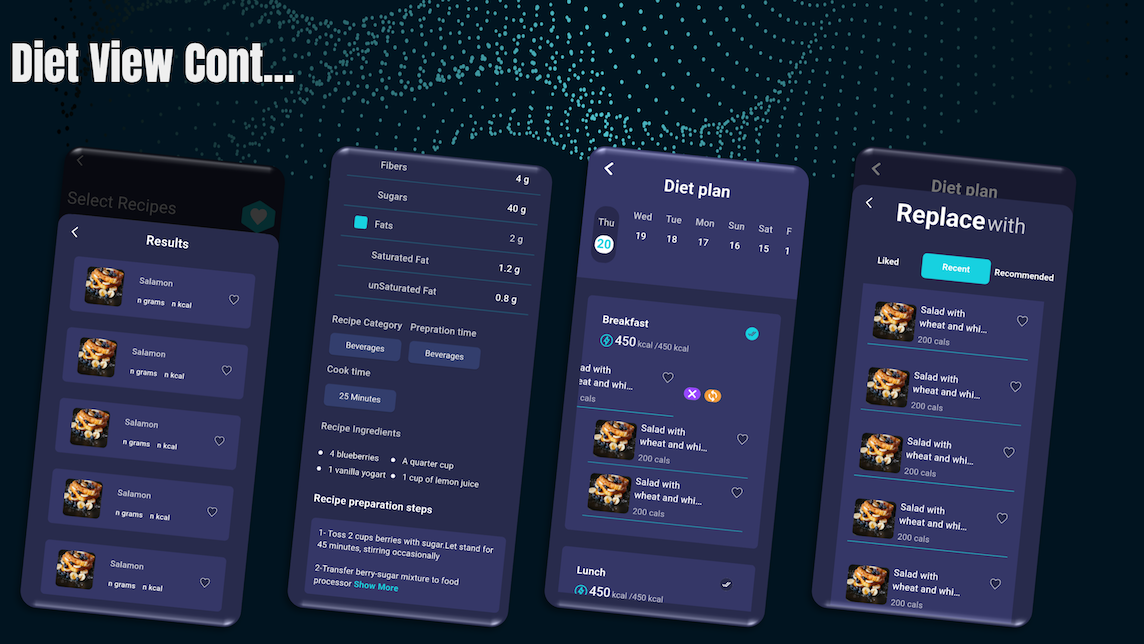 Diet View Cont...
Select Recipes
Results
Salamon
n grams n kcal
Salamon
n grams n kcal
Salamon
n grams n kcal
Salamon
n grams n kcal
Salamon
n grams n kcal
Fibers 4 g
Sugars 40 g
Fats 2 g
Saturated Fat 1.2 g
unSaturated Fat 0.8 g
Recipe Category Prepration time
Beverages Beverages
Cook time
25 Minutes
Recipe Ingredients
4 blueberries A quarter cup
1 vanilla yogart 1 cup of lemon juice
Recipe preparation steps
1- Toss 2 cups berries with sugar.Let stand for
45 minutes, stirring occasionally
2-Transfer berry-sugar mixture to food
processor Show More
Diet plan
Thu Wed Tue Mon Sun Sat F
20 19 18 17 16 15 1
Breakfast
450 kcal /450 kcal
ad with
eat and whi...
cals
Salad with
wheat and whi...
200 cals
Salad with
wheat and whi...
200 cals
Lunch
450 kcal /450 kcal
Diet plan
Replace with
Liked Recent Recommended
Salad with
wheat and whi...
200 cals
Salad with
wheat and whi...
200 cals
Salad with
wheat and whi...
200 cals
Salad with
wheat and whi...
200 cals
Salad with
wheat and whi...
200 cals